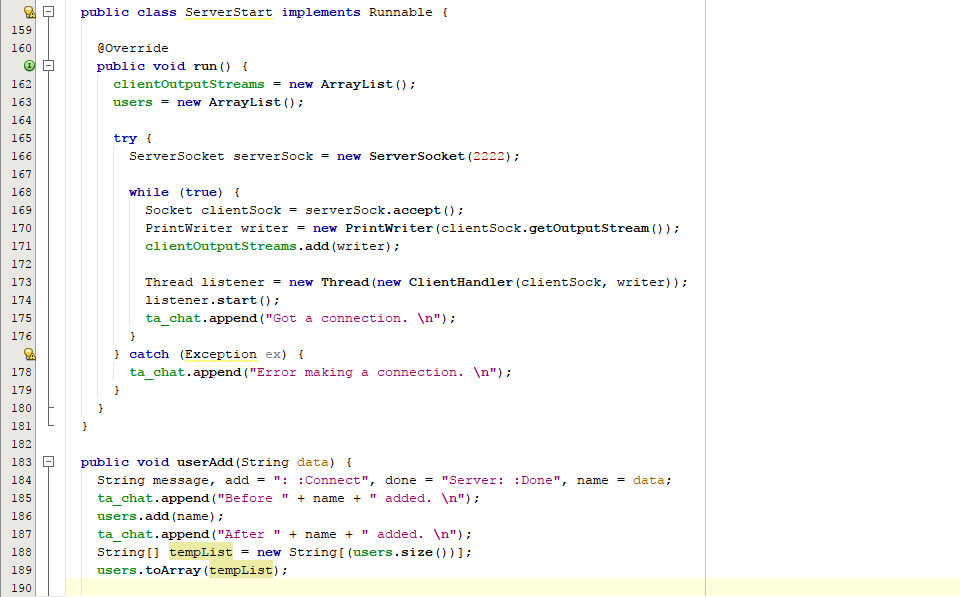 public class ServerStart implements Runnable {
159
160 @Override
public void run() {
162 clientOutputStreams = new ArrayList();
163 users = new ArrayList();
164
165 try {
166 ServerSocket serverSock = new ServerSocket(2222);
167
168 while (true) {
169 Socket clientSock = serverSock.accept();
170 PrintWriter writer = new PrintWriter(clientSock.getOutputStream());
171 clientOutputStreams.add(writer);
172
173 Thread listener = new Thread(new ClientHandler(clientSock, writer));
174 listener.start();
175 ta_chat.append("Got a connection. \n");
176 }
} catch (Exception ex) {
178 ta_chat.append("Error making a connection. \n");
179 }
180 }
181 }
182
183 public void userAdd(String data) {
184 String message, add = ": :Connect", done = "Server: :Done", name = data;
185 ta_chat.append("Before " + name + " added. \n");
186 users.add(name);
187 ta_chat.append("After " + name + " added. \n");
188 String[] tempList = new String[(users.size())];
189 users.toArray(tempList);
190